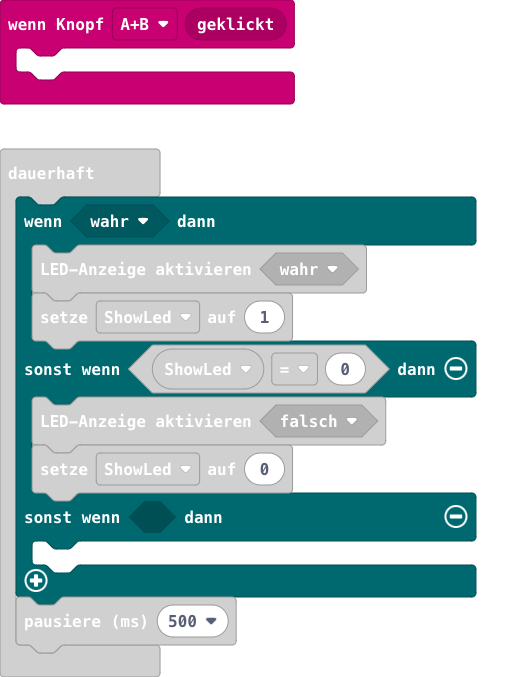 wenn Knopf A+B geklickt
dauerhaft
wenn wahr dann
LED-Anzeige aktivieren wahr
setze ShowLed auf 1
sonst wenn ShowLed = 0 dann
LED-Anzeige aktivieren falsch
setze ShowLed auf 0
sonst wenn dann
pausiere (ms) 500